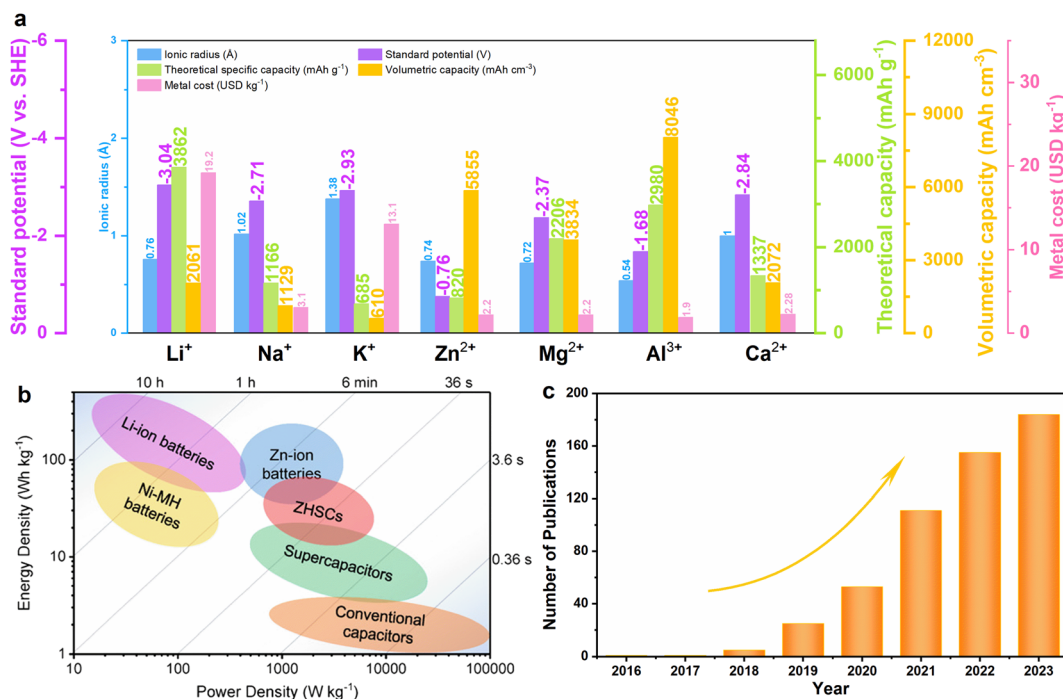 a
Standard potential (V vs. SHE)
-6
-4
-2
0
Ionic radius (Å)
3
2
1
0
Ionic radius (Å)
Standard potential (V)
Theoretical specific capacity (mAh g⁻¹)
Volumetric capacity (mAh cm⁻³)
Metal cost (USD kg⁻¹)
0.76
-3.04
3862
2061
19.2
1.02
-2.71
1166
1129
3.1
1.38
-2.93
685
610
13.1
0.74
-0.76
820
5855
2.2
0.72
-2.37
2206
3834
2.2
0.54
-1.68
2980
8046
1.9
1
-2.84
1337
2072
2.28
Li⁺ Na⁺ K⁺ Zn²⁺ Mg²⁺ Al³⁺ Ca²⁺
6000
4000
2000
0
Theoretical capacity (mAh g⁻¹)
12000
9000
6000
3000
0
Volumetric capacity (mAh cm⁻³)
35
30
25
20
15
10
5
0
Metal cost (USD kg⁻¹)
b
10 h 1 h 6 min 36 s
3.6 s
0.36 s
Energy Density (Wh kg⁻¹)
100
10
1
Li-ion batteries
Ni-MH
batteries
Zn-ion
batteries
ZHSCs
Supercapacitors
Conventional
capacitors
10 100 1000 10000 100000
Power Density (W kg⁻¹)
c
Number of Publications
200
160
120
80
40
0
2016 2017 2018 2019 2020 2021 2022 2023
Year